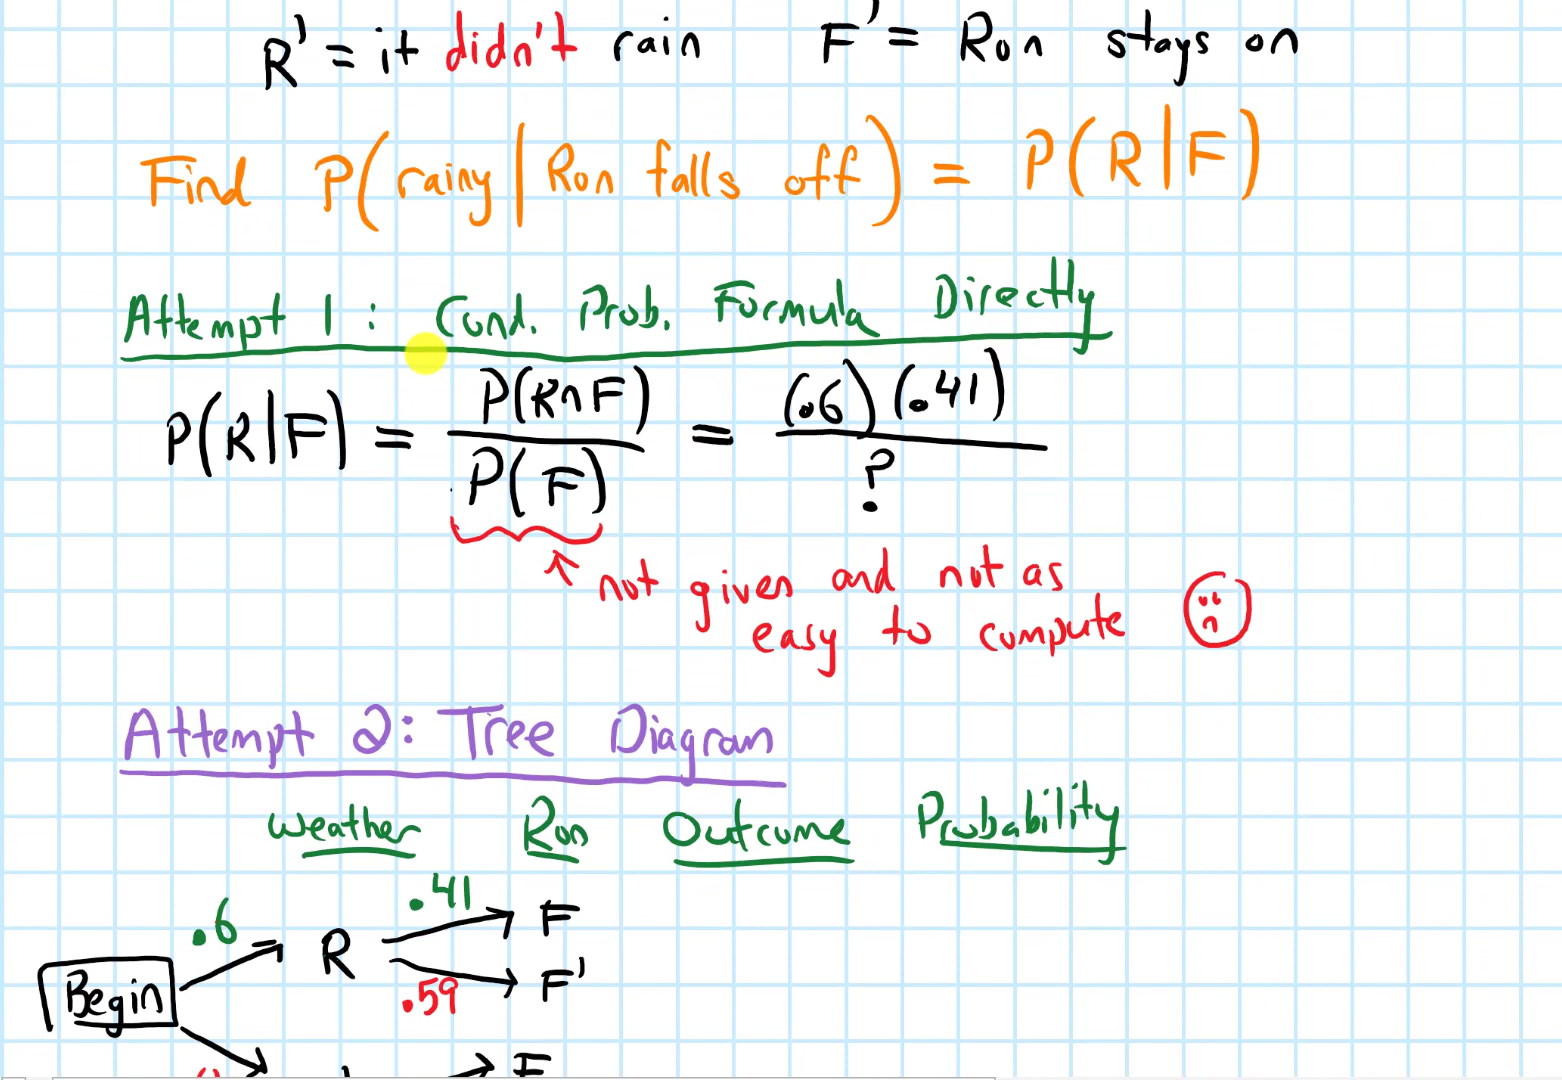 R' = it didn't rain F' = Ron stays on
Find P(rainy | Ron falls off) = P(R|F)
Attempt 1: Cond. Prob. Formula Directly
P(R|F) = P(R∩F) / P(F) = (.6)(.41) / ?
↑ not given and not as
easy to compute
Attempt 2: Tree Diagram
Weather Ron Outcome Probability
.6 .41
R F
.59 F'
Begin
F